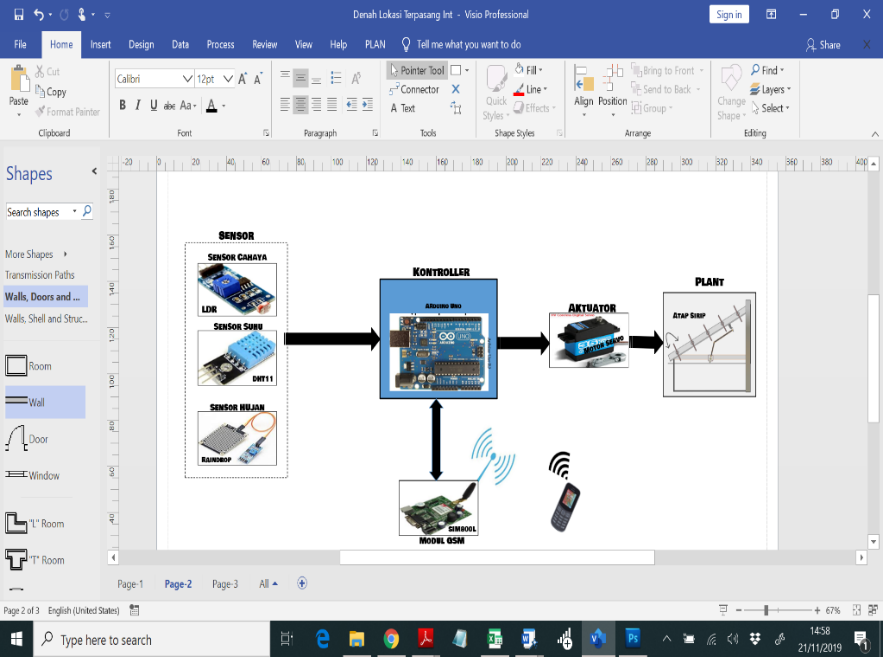 Denah Lokasi Terpasang Int - Visio Professional
Sign in
File Home Insert Design Data Process Review View Help PLAN Tell me what you want to do Share
Paste
Cut
Copy
Format Painter
Clipboard
Calibri 12pt
B I U abc Aa A
Font
Paragraph
Pointer Tool
Connector
A Text
Tools
Quick Styles
Fill
Line
Effects
Shape Styles
Align
Position
Bring to Front
Send to Back
Group
Arrange
Change Shape
Find
Layers
Select
Editing
Shapes
Search shapes
More Shapes
Transmission Paths
Walls, Doors and ...
Walls, Shell and Struc...
Room
Wall
Door
Window
"L" Room
"T" Room
-20 0 20 40 60 80 100 120 140 160 180 200 220 240 260 280 300 320 340 360 380 400
180
160
140
120
100
80
60
40
SENSOR
SENSOR CAHAYA
LDR
SENSOR SUHU
DHT11
SENSOR HUJAN
RAINDROP
KONTROLLER
ARDUINO UNO
AKTUATOR
MOTOR SERVO
PLANT
ATAP SIRIP
SIM800L
MODUL GSM
Page-1 Page-2 Page-3 All
Page 2 of 3 English (United States)
67%
Type here to search
14:58
21/11/2019
1